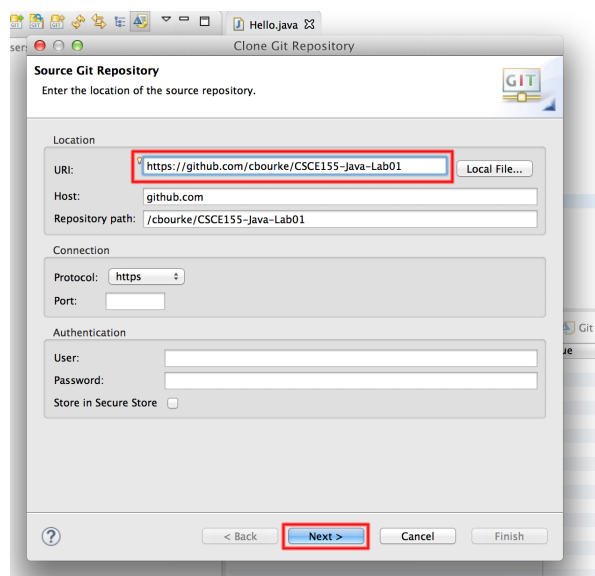 Hello.java
ser
Clone Git Repository
Source Git Repository
Enter the location of the source repository.
GIT
Location
URI: https://github.com/cbourke/CSCE155-Java-Lab01 Local File...
Host: github.com
Repository path: /cbourke/CSCE155-Java-Lab01
Connection
Protocol: https
Port:
Git
ue
Authentication
User:
Password:
Store in Secure Store
? < Back Next > Cancel Finish